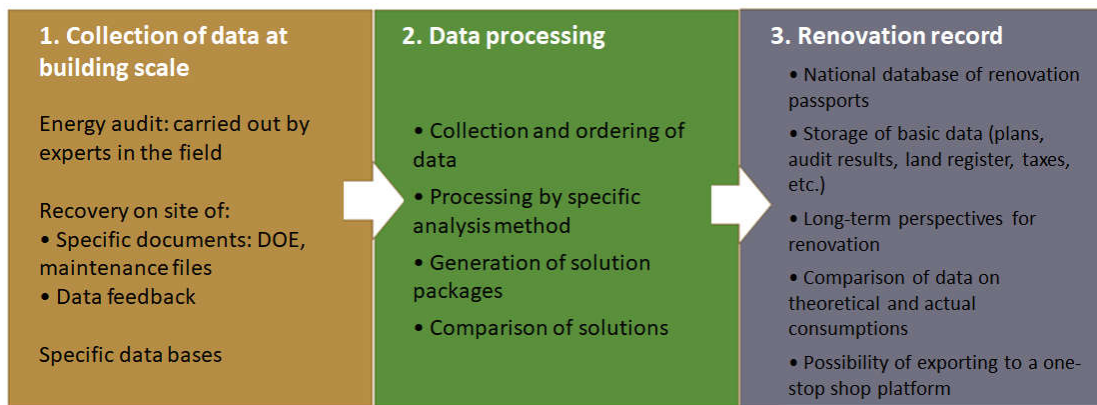 1. Collection of data at
building scale
Energy audit: carried out by
experts in the field
Recovery on site of:
• Specific documents: DOE,
maintenance files
• Data feedback
Specific data bases
2. Data processing
• Collection and ordering of
data
• Processing by specific
analysis method
• Generation of solution
packages
• Comparison of solutions
3. Renovation record
• National database of renovation
passports
• Storage of basic data (plans,
audit results, land register, taxes,
etc.)
• Long-term perspectives for
renovation
• Comparison of data on
theoretical and actual
consumptions
• Possibility of exporting to a one-
stop shop platform